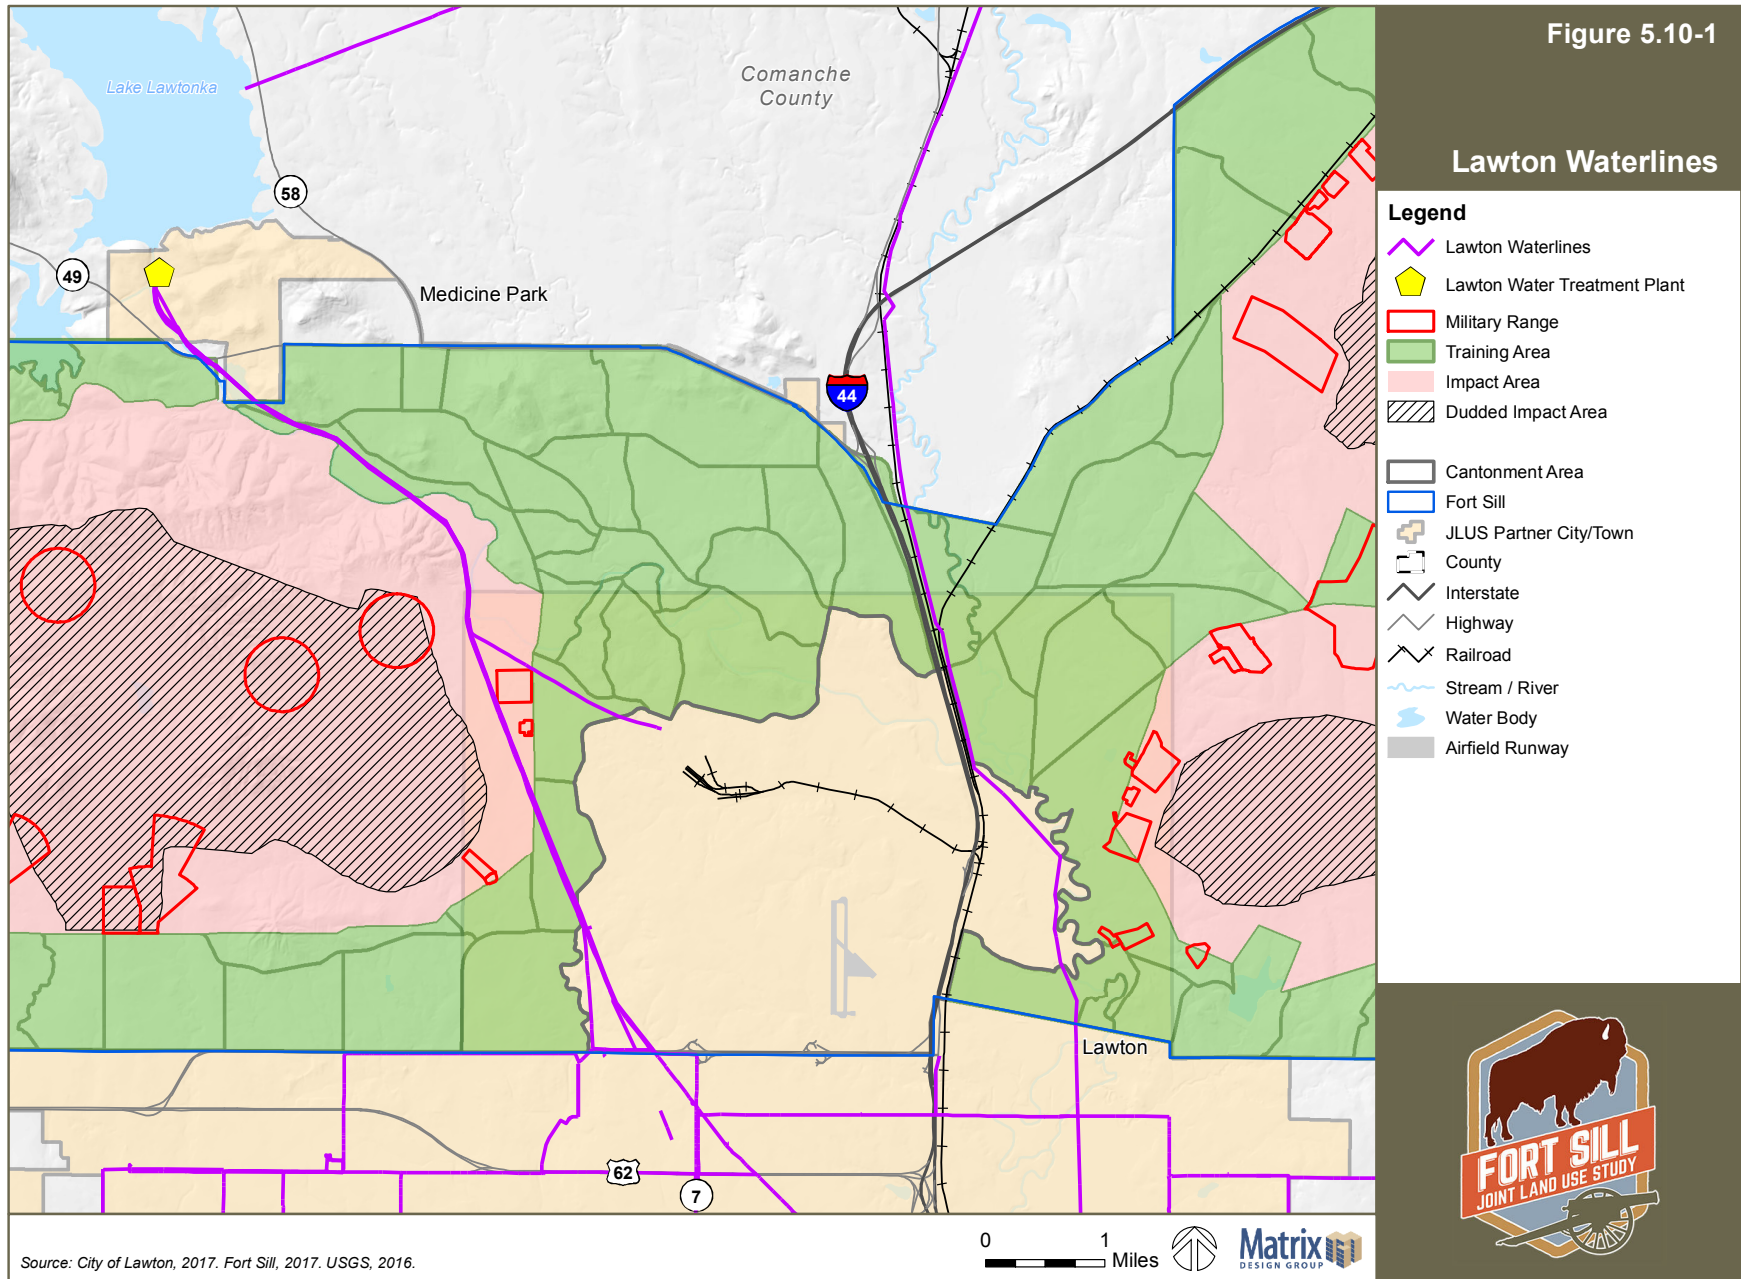 Figure 5.10-1
Lawton Waterlines
Lake Lawtonka
Comanche
County
58
49
Medicine Park
44
Lawton
62
7
Legend
Lawton Waterlines
Lawton Water Treatment Plant
Military Range
Training Area
Impact Area
Dudded Impact Area
Cantonment Area
Fort Sill
JLUS Partner City/Town
County
Interstate
Highway
Railroad
Stream / River
Water Body
Airfield Runway
FORT SILL
JOINT LAND USE STUDY
Source: City of Lawton, 2017. Fort Sill, 2017. USGS, 2016.
0 1
Miles
Matrix
DESIGN GROUP